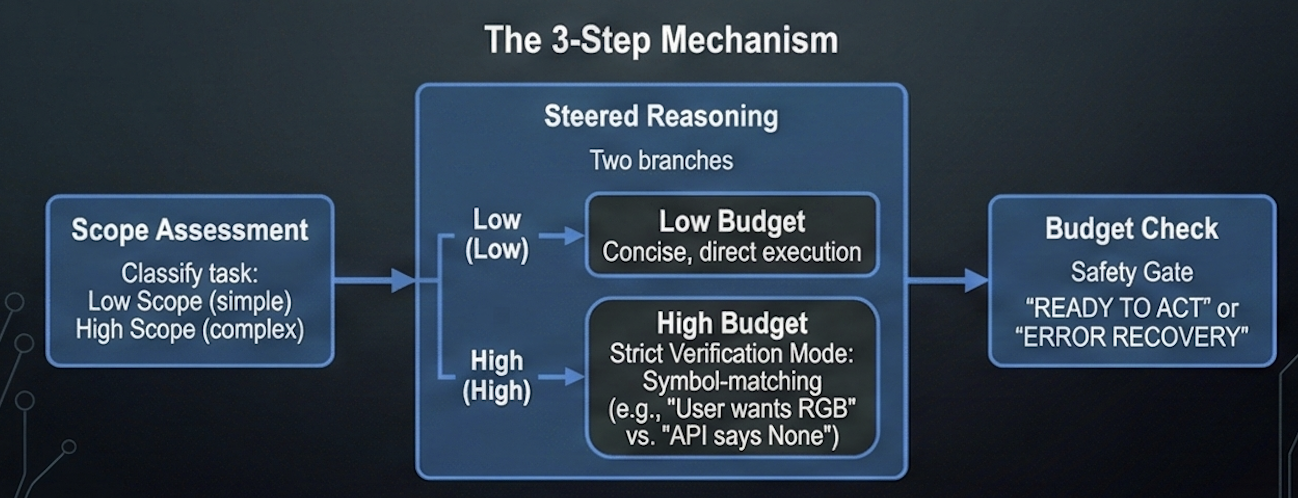 The 3-Step Mechanism
Scope Assessment
Classify task:
Low Scope (simple)
High Scope (complex)
Steered Reasoning
Two branches
Low
(Low)
Low Budget
Concise, direct execution
High
(High)
High Budget
Strict Verification Mode:
Symbol-matching
(e.g., "User wants RGB"
vs. "API says None")
Budget Check
Safety Gate
“READY TO ACT” or
“ERROR RECOVERY”